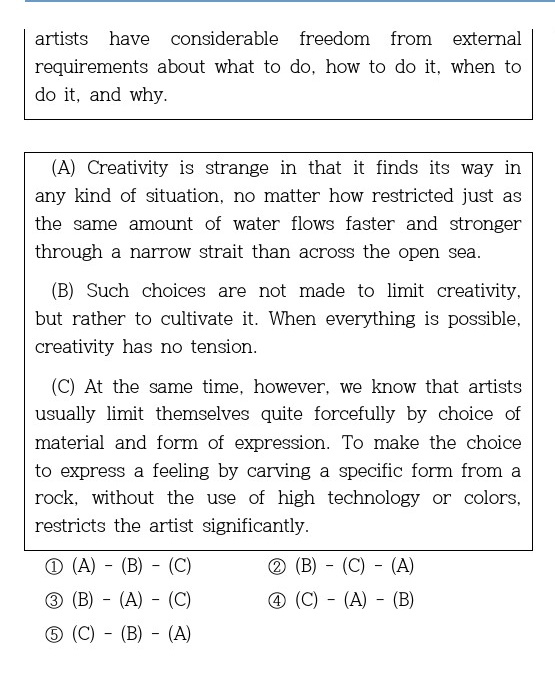 artists have considerable freedom from external
requirements about what to do, how to do it, when to
do it, and why.
(A) Creativity is strange in that it finds its way in
any kind of situation, no matter how restricted just as
the same amount of water flows faster and stronger
through a narrow strait than across the open sea.
(B) Such choices are not made to limit creativity,
but rather to cultivate it. When everything is possible,
creativity has no tension.
(C) At the same time, however, we know that artists
usually limit themselves quite forcefully by choice of
material and form of expression. To make the choice
to express a feeling by carving a specific form from a
rock, without the use of high technology or colors,
restricts the artist significantly.
① (A) - (B) - (C) ② (B) - (C) - (A)
③ (B) - (A) - (C) ④ (C) - (A) - (B)
⑤ (C) - (B) - (A)